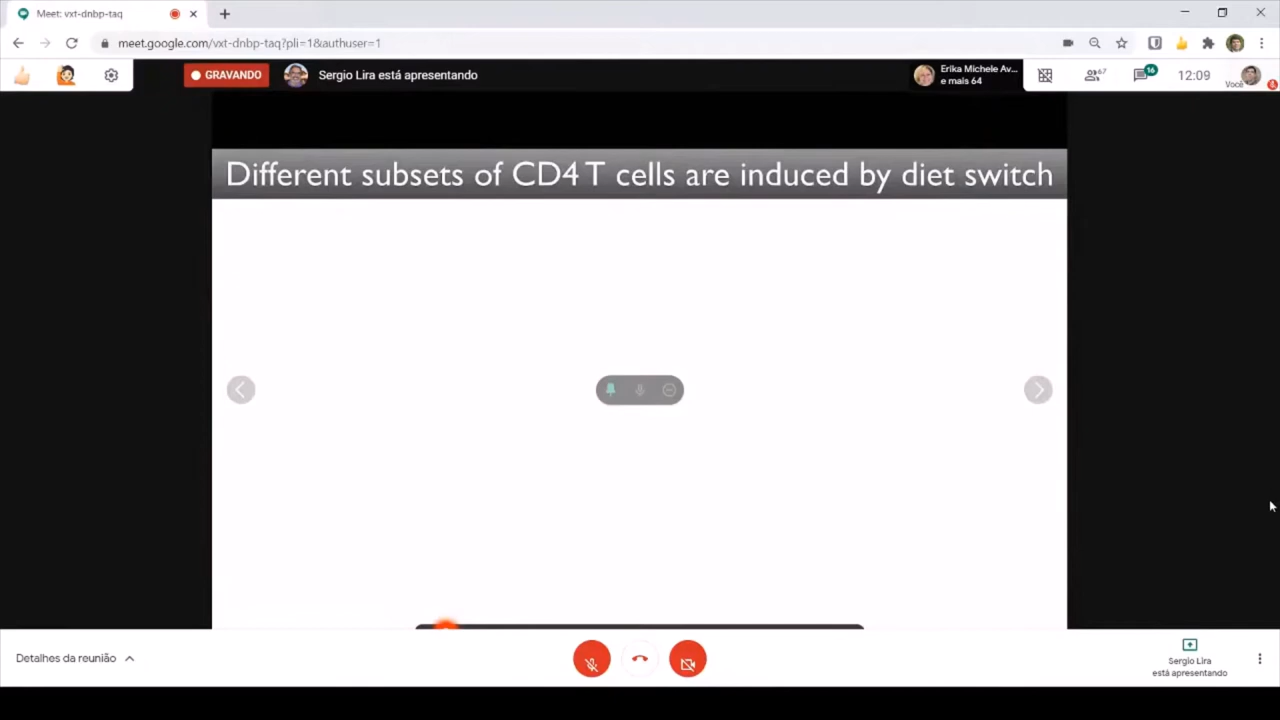 Meet: vxt-dnbp-taq
meet.google.com/vxt-dnbp-taq?pli=1&authuser=1
GRAVANDO
Sergio Lira está apresentando
Erika Michele Av...
e mais 64
67
16
12:09
Você
Different subsets of CD4 T cells are induced by diet switch
Detalhes da reunião
Sergio Lira
está apresentando